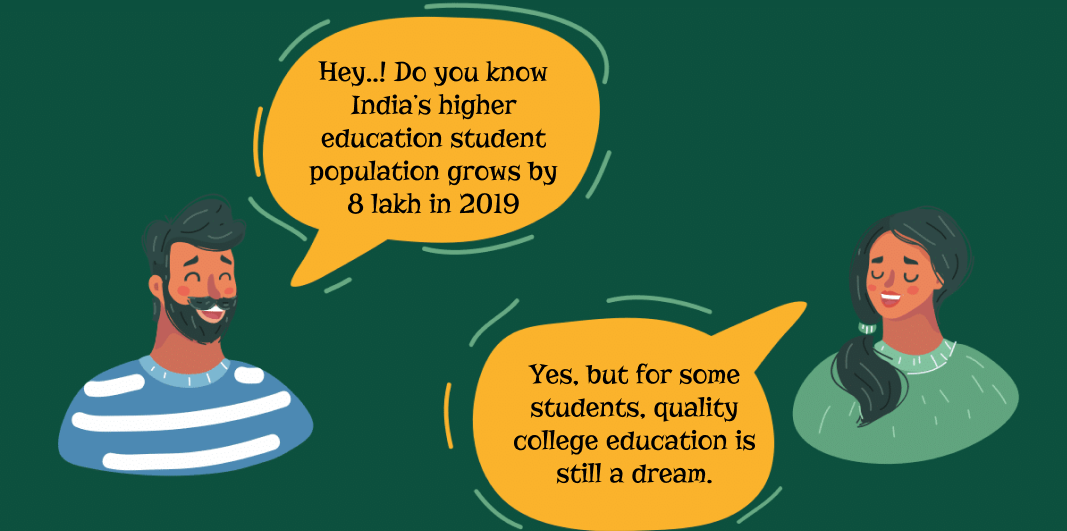 Hey..! Do you know
India's higher
education student
population grows by
8 lakh in 2019
Yes, but for some
students, quality
college education is
still a dream.